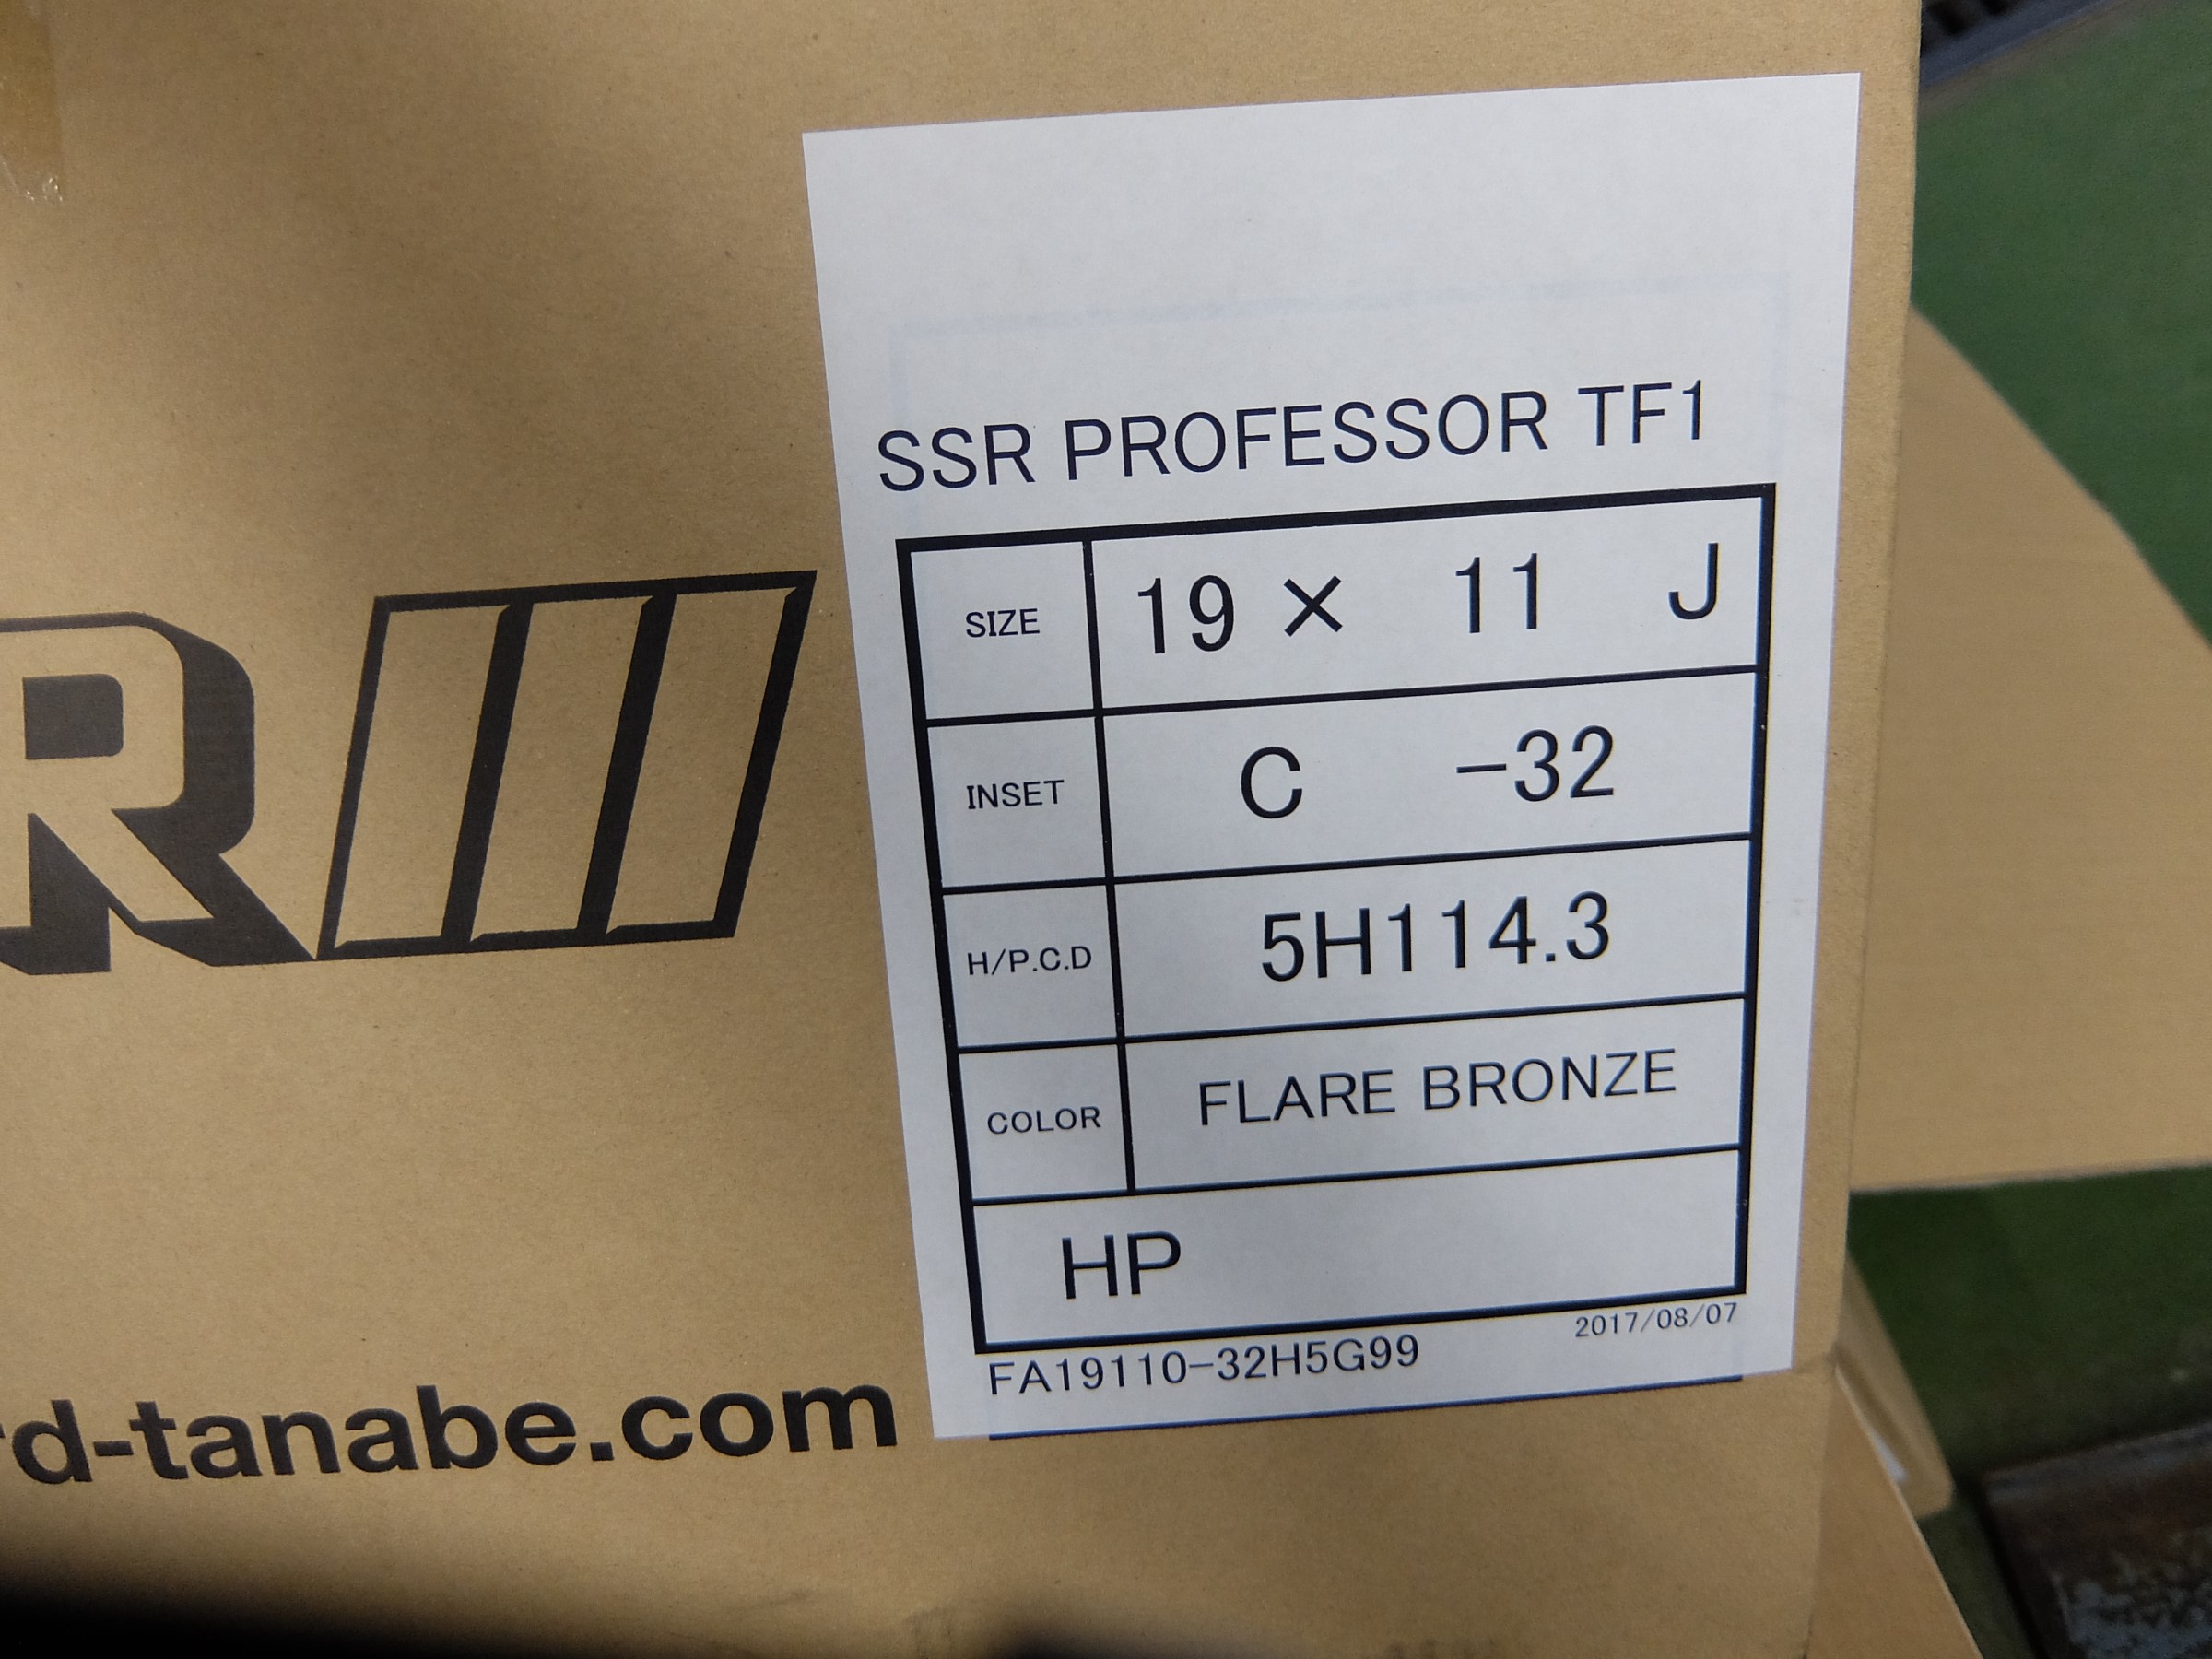 SSR PROFESSOR TF1
SIZE 19 × 11 J
INSET C -32
H/P.C.D 5H114.3
COLOR FLARE BRONZE
HP
2017/08/07
FA19110-32H5G99
R
rd-tanabe.com